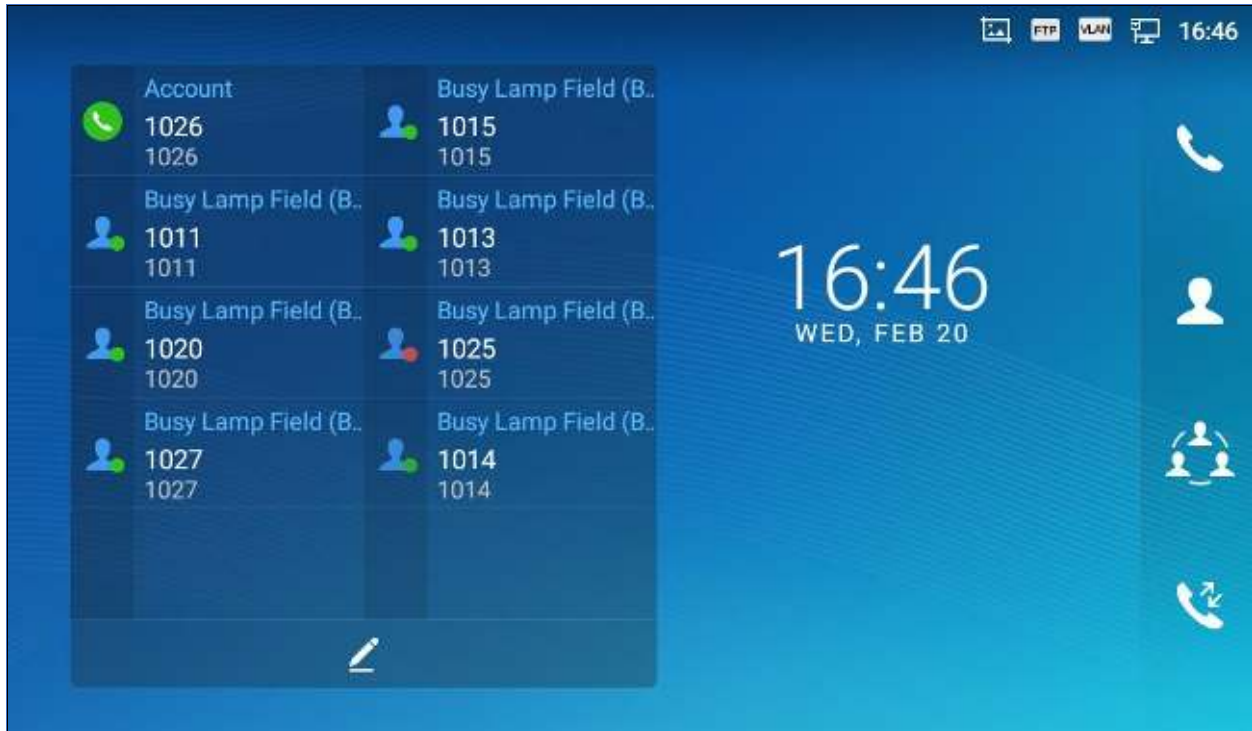 FTP VLAN 16:46
Account
1026
1026
Busy Lamp Field (B..
1015
1015
Busy Lamp Field (B..
1011
1011
Busy Lamp Field (B..
1013
1013
Busy Lamp Field (B..
1020
1020
Busy Lamp Field (B..
1025
1025
Busy Lamp Field (B..
1027
1027
Busy Lamp Field (B..
1014
1014
16:46
WED, FEB 20